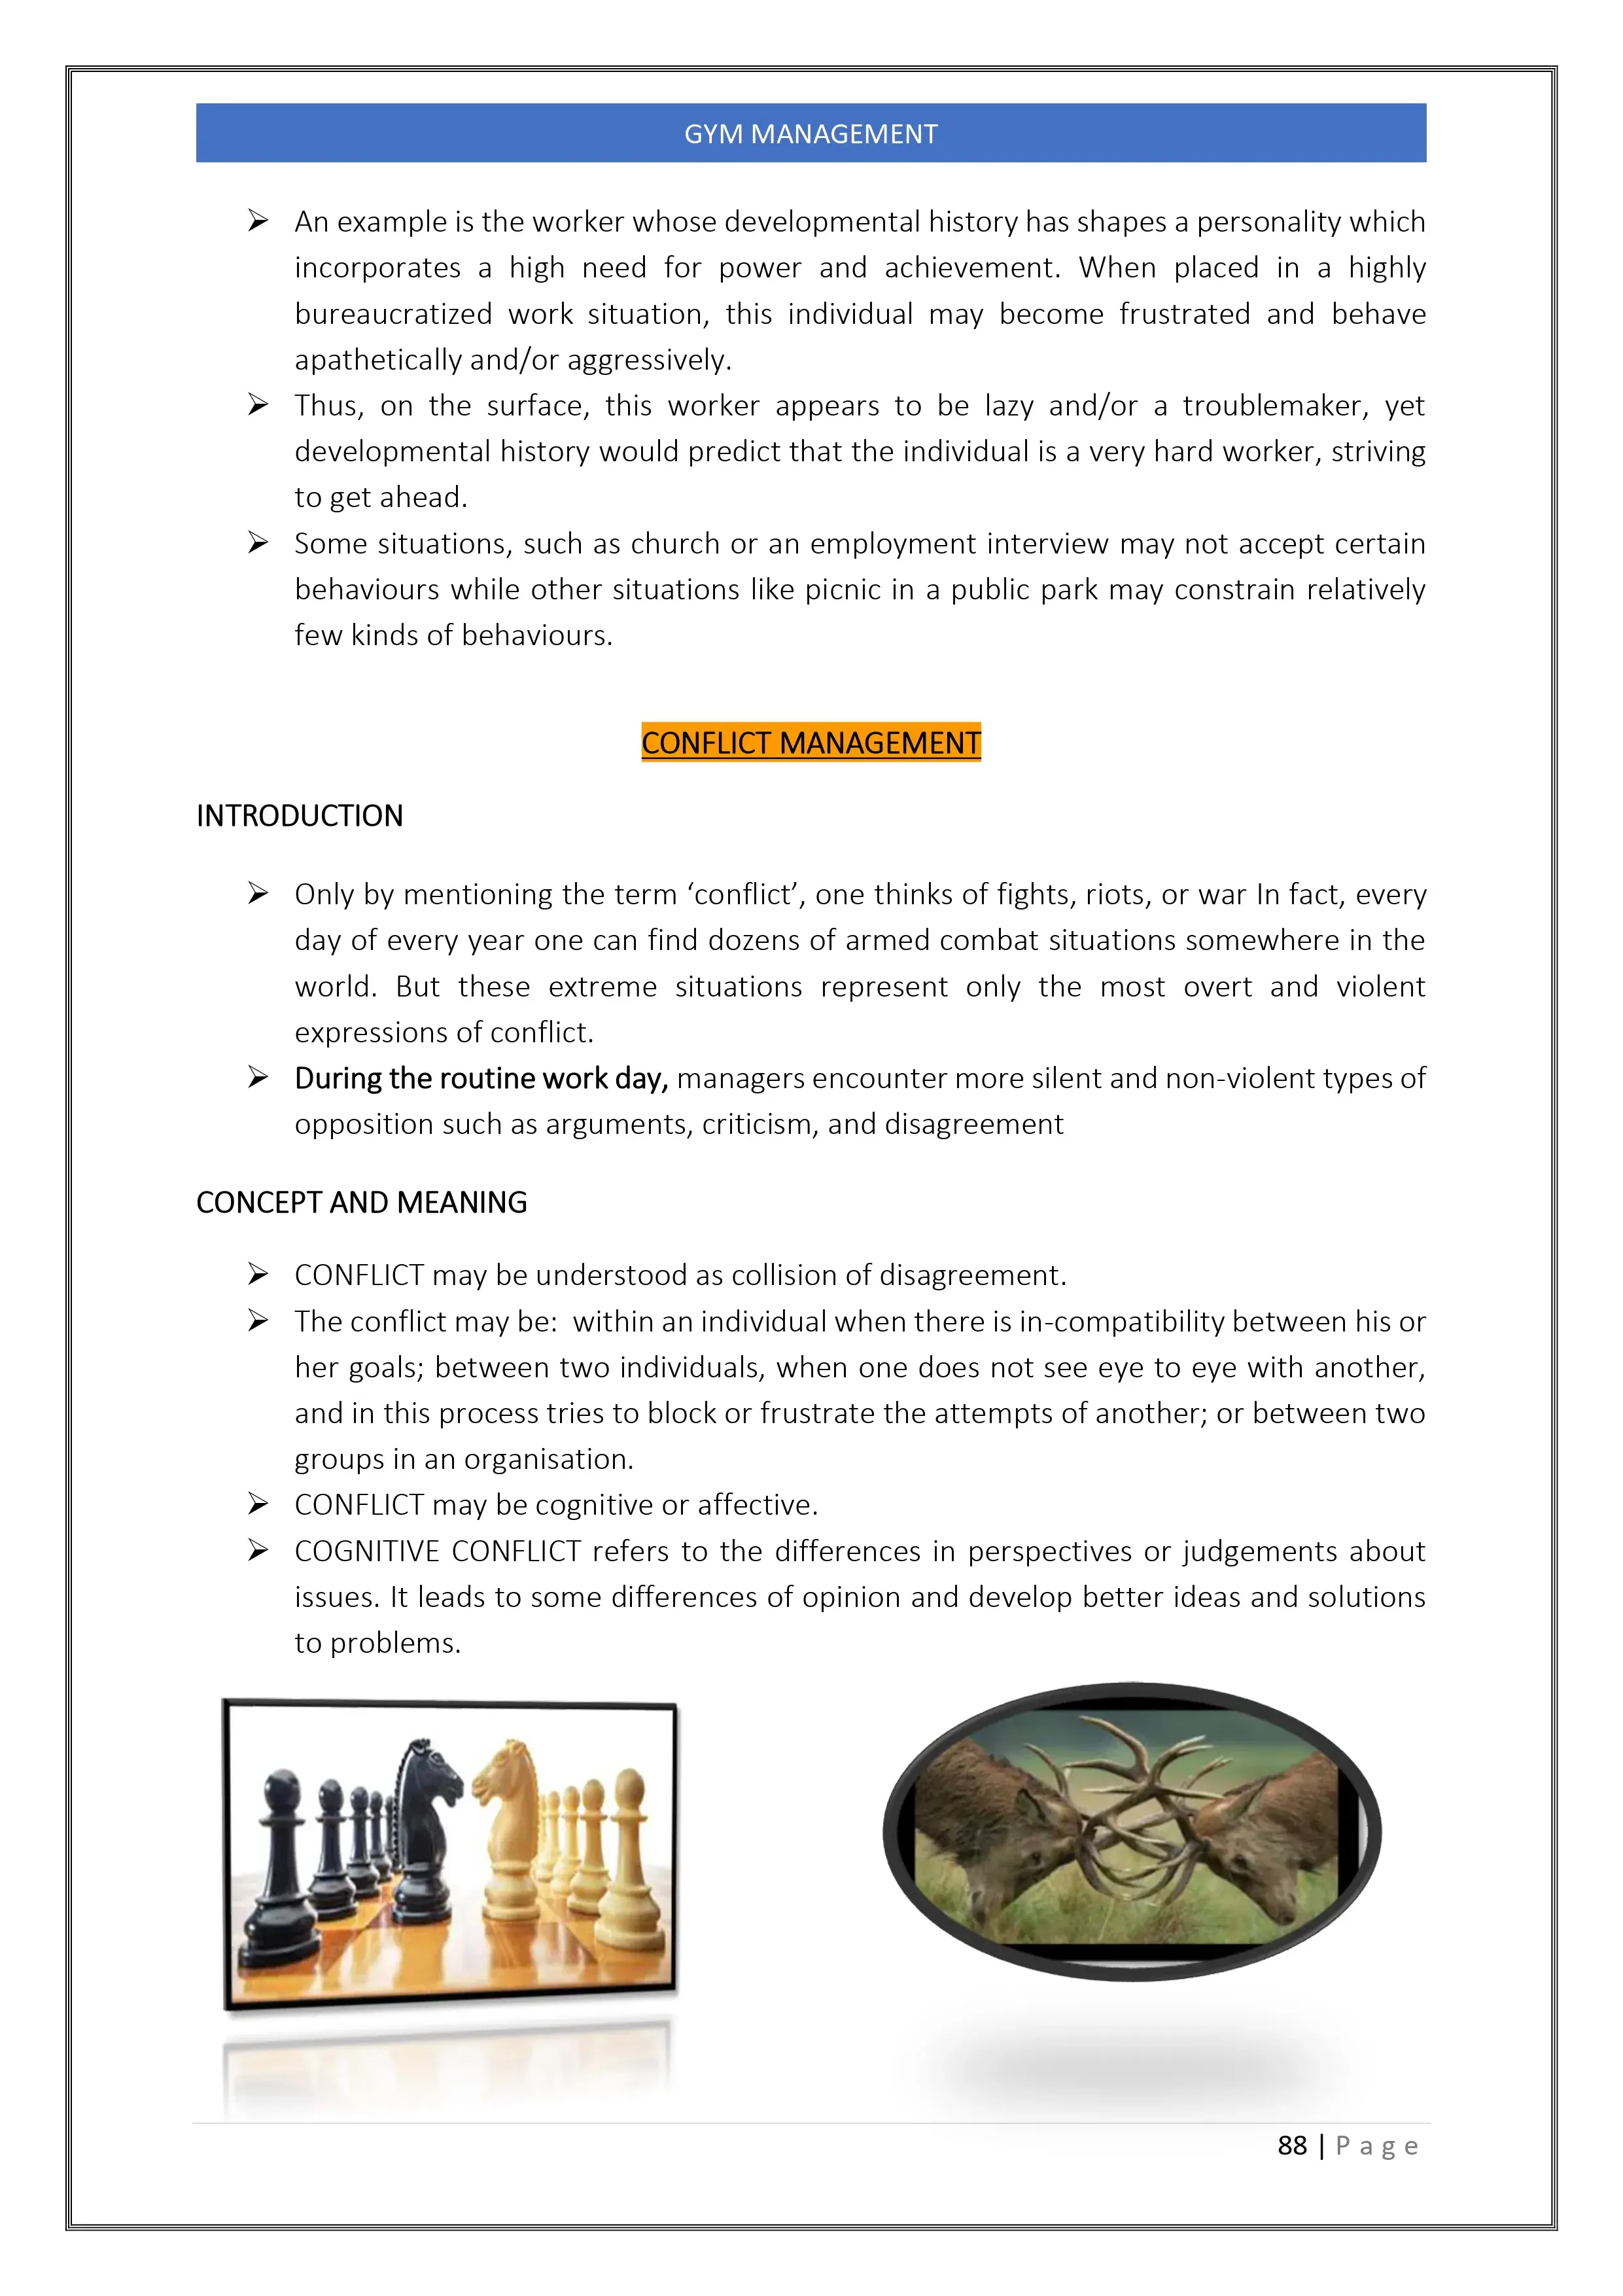 GYM MANAGEMENT
➢ An example is the worker whose developmental history has shapes a personality which
incorporates a high need for power and achievement. When placed in a highly
bureaucratized work situation, this individual may become frustrated and behave
apathetically and/or aggressively.
➢ Thus, on the surface, this worker appears to be lazy and/or a troublemaker, yet
developmental history would predict that the individual is a very hard worker, striving
to get ahead.
➢ Some situations, such as church or an employment interview may not accept certain
behaviours while other situations like picnic in a public park may constrain relatively
few kinds of behaviours.
CONFLICT MANAGEMENT
INTRODUCTION
➢ Only by mentioning the term ‘conflict’, one thinks of fights, riots, or war In fact, every
day of every year one can find dozens of armed combat situations somewhere in the
world. But these extreme situations represent only the most overt and violent
expressions of conflict.
➢ During the routine work day, managers encounter more silent and non-violent types of
opposition such as arguments, criticism, and disagreement
CONCEPT AND MEANING
➢ CONFLICT may be understood as collision of disagreement.
➢ The conflict may be:  within an individual when there is in-compatibility between his or
her goals; between two individuals, when one does not see eye to eye with another,
and in this process tries to block or frustrate the attempts of another; or between two
groups in an organisation.
➢ CONFLICT may be cognitive or affective.
➢ COGNITIVE CONFLICT refers to the differences in perspectives or judgements about
issues. It leads to some differences of opinion and develop better ideas and solutions
to problems.
88 | P a g e